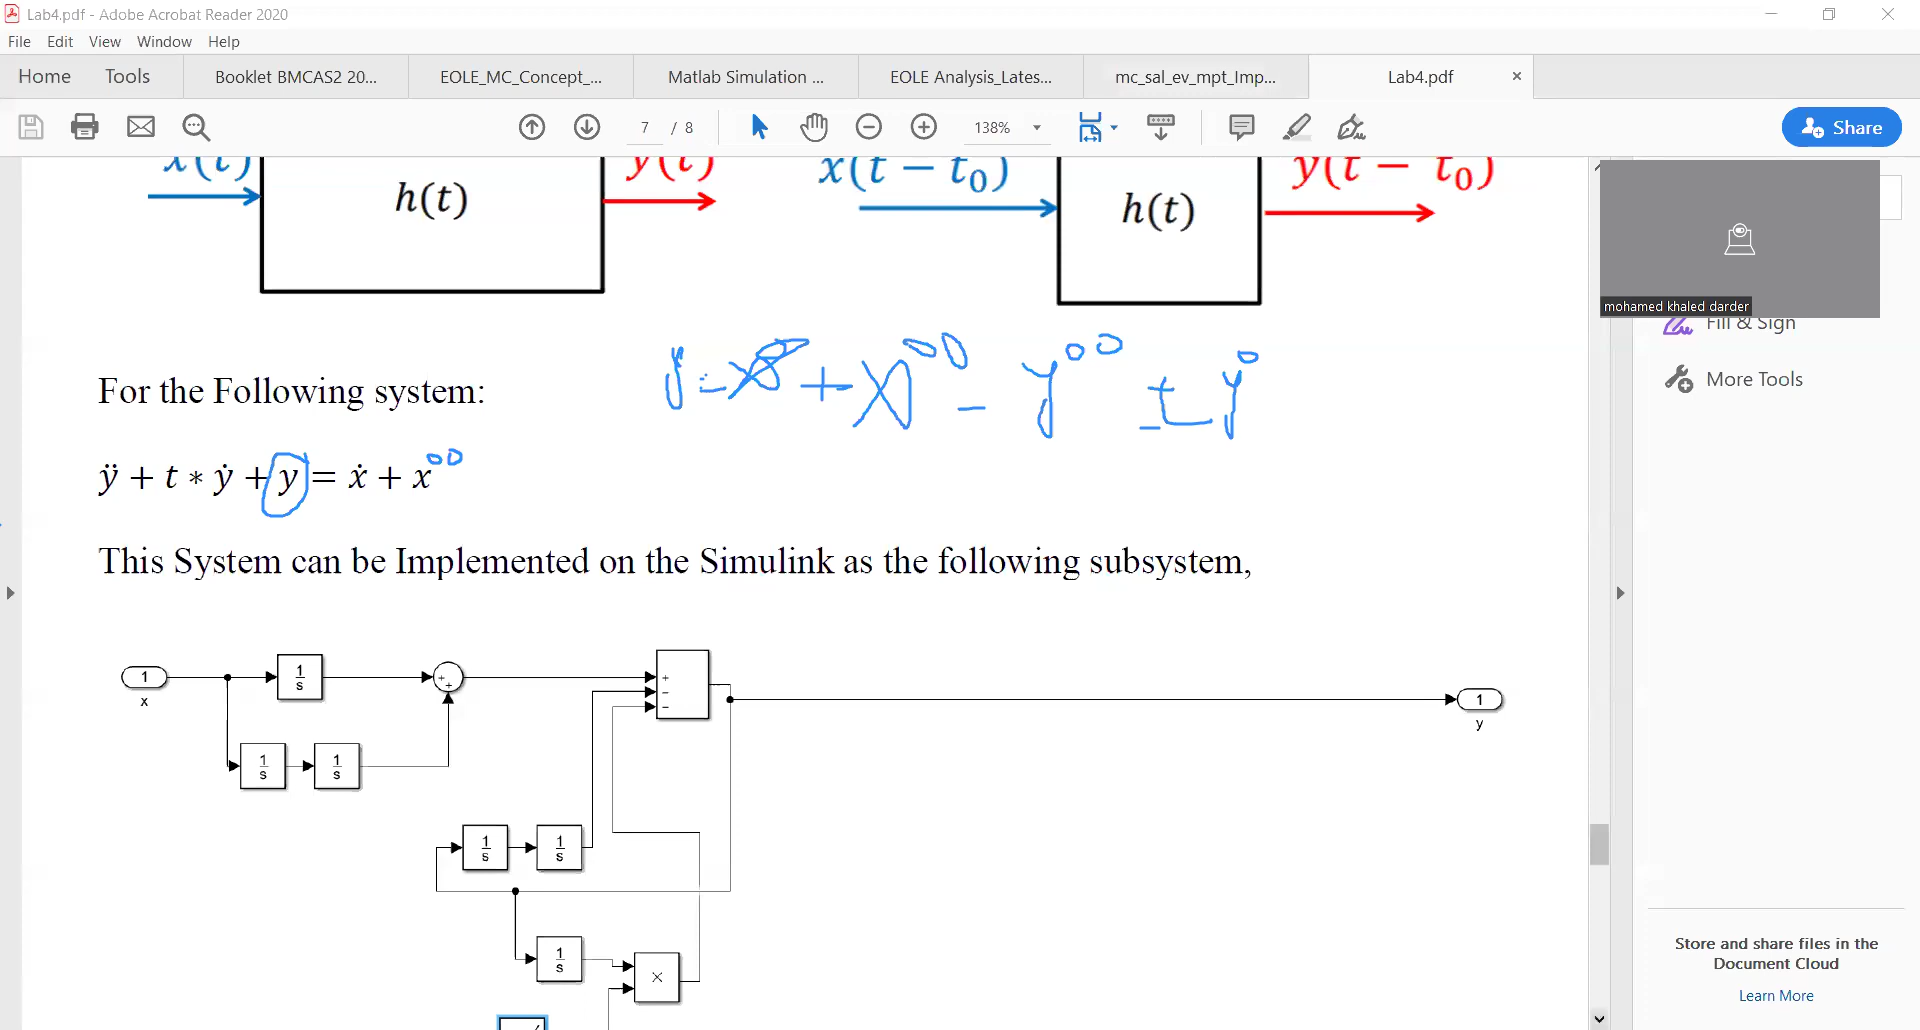 Lab4.pdf - Adobe Acrobat Reader 2020
File Edit View Window Help
Home Tools Booklet BMCAS2 20... EOLE_MC_Concept_... Matlab Simulation ... EOLE Analysis_Lates... mc_sal_ev_mpt_Imp... Lab4.pdf ×
7 / 8 138% Share
x(t) y(t) x(t − t₀) y(t − t₀)
h(t) h(t)
mohamed khaled darder
Fill & Sign
More Tools
y = ẋ + x°° - y°° - t y°
For the Following system:
ÿ + t ∗ ẏ + y = ẋ + x°°
This System can be Implemented on the Simulink as the following subsystem,
1 1/s + + + − − 1
x y
1/s 1/s
1/s 1/s
1/s ×
Store and share files in the
Document Cloud
Learn More